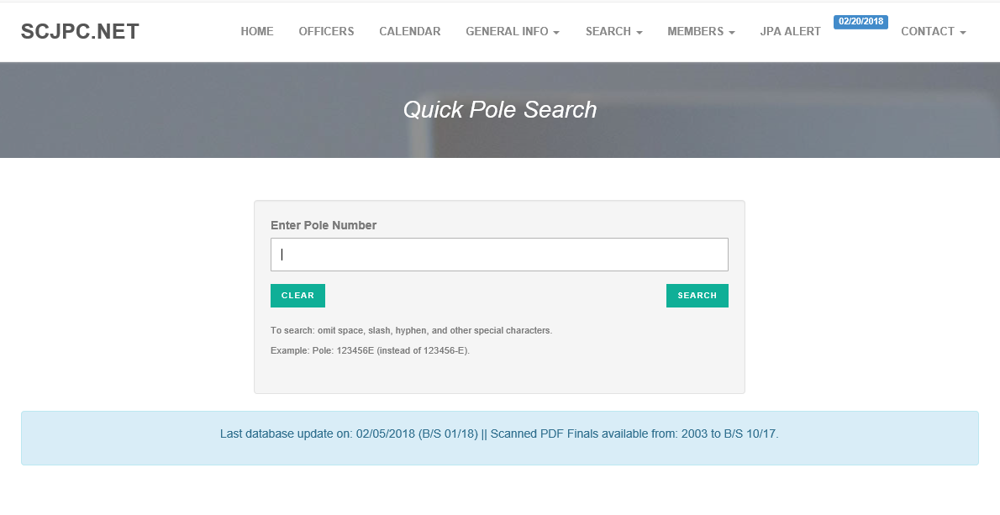 SCJPC.NET
HOME OFFICERS CALENDAR GENERAL INFO SEARCH MEMBERS JPA ALERT 02/20/2018 CONTACT
Quick Pole Search
Enter Pole Number
CLEAR SEARCH
To search: omit space, slash, hyphen, and other special characters.
Example: Pole: 123456E (instead of 123456-E).
Last database update on: 02/05/2018 (B/S 01/18) || Scanned PDF Finals available from: 2003 to B/S 10/17.